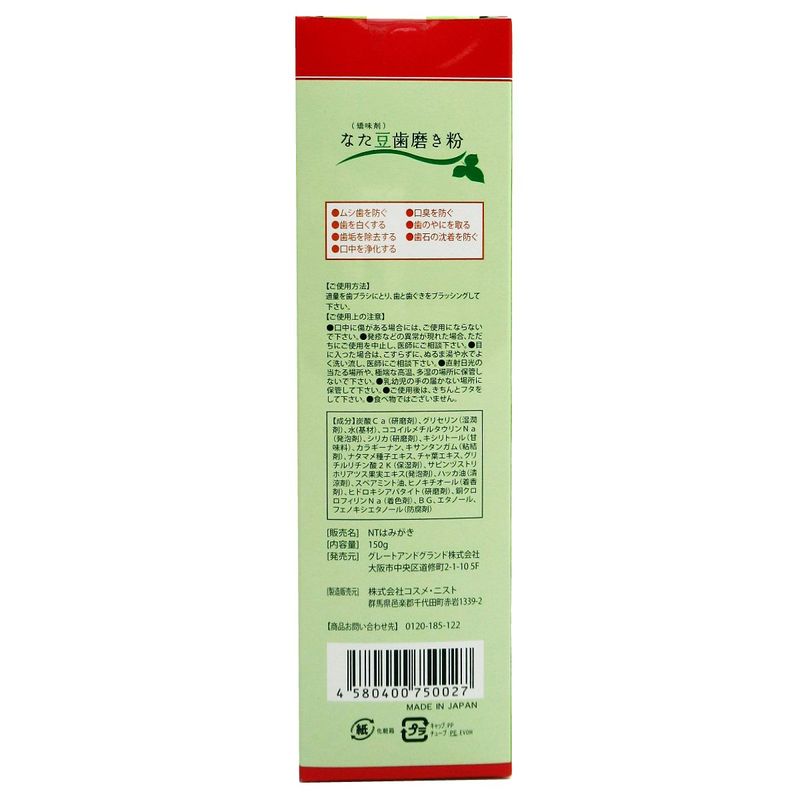 (矯味剤)
なた豆歯磨き粉
●ムシ歯を防ぐ ●口臭を防ぐ
●歯を白くする ●歯のやにを取る
●歯垢を除去する ●歯石の沈着を防ぐ
●口中を浄化する
【ご使用方法】
適量を歯ブラシにとり、歯と歯ぐきをブラッシングして
下さい。
【ご使用上の注意】
●口中に傷がある場合には、ご使用にならない
で下さい。●発疹などの異常が現れた場合、ただ
ちにご使用を中止し、医師にご相談下さい。●目
に入った場合は、こすらずに、ぬるま湯や水でよ
く洗い流し、医師にご相談下さい。●直射日光の
当たる場所や、極端な高温、多湿の場所に保管し
ないで下さい。●乳幼児の手の届かない場所に
保管して下さい。●ご使用後は、きちんとフタを
して下さい。●食べ物ではございません。
【成分】炭酸Ca(研磨剤)、グリセリン(湿潤
剤)、水(基材)、ココイルメチルタウリンNa
(発泡剤)、シリカ(研磨剤)、キシリトール(甘
味料)、カラギーナン、キサンタンガム(粘結
剤)、ナタマメ種子エキス、チャ葉エキス、グリ
チルリチン酸2K(保湿剤)、サピンヅストリ
ホリアツス果実エキス(発泡剤)、ハッカ油(清
涼剤)、スペアミント油、ヒノキチオール(着香
剤)、ヒドロキシアパタイト(研磨剤)、銅クロ
ロフィリンNa(着色剤)、BG、エタノール、
フェノキシエタノール(防腐剤)
[販売名] NTはみがき
[内容量] 150g
[発売元] グレートアンドグランド株式会社
大阪市中央区道修町2-1-10 5F
[製造販売元] 株式会社コスメ・ニスト
群馬県邑楽郡千代田町赤岩1339-2
【商品お問い合わせ先】 0120-185-122
4 580400 750027
MADE IN JAPAN
紙 化粧箱 プラ キャップ:PP
チューブ:PE, EVOH